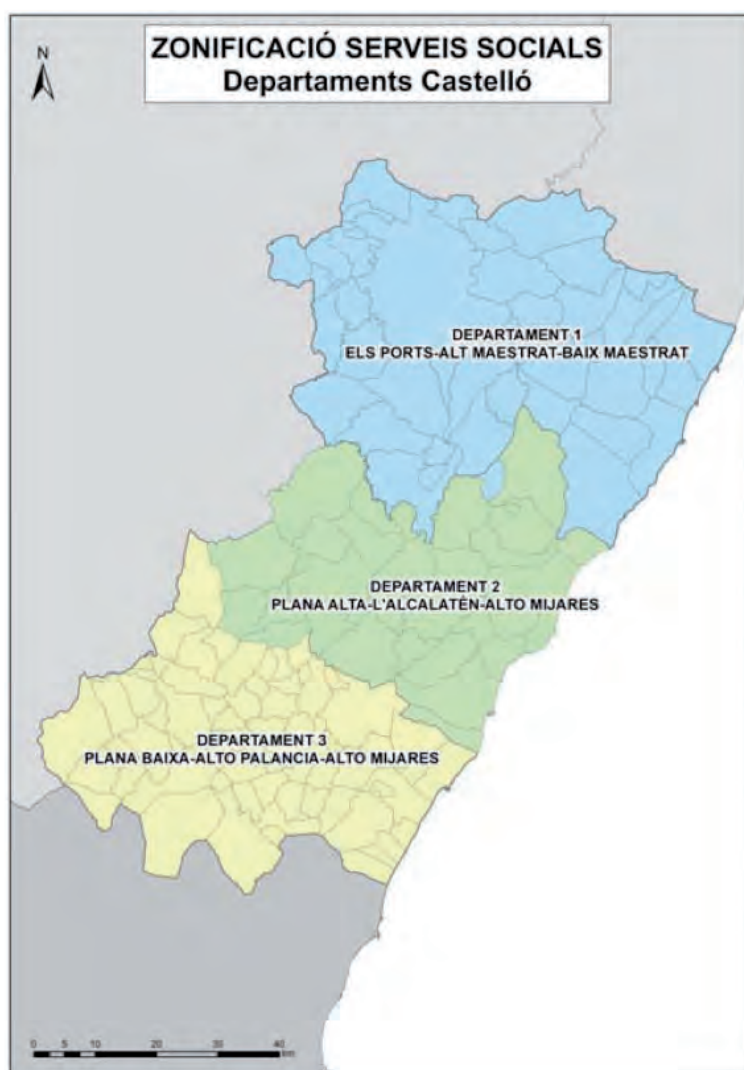 ZONIFICACIÓ SERVEIS SOCIALS
Departaments Castelló
N
DEPARTAMENT 1
ELS PORTS-ALT MAESTRAT-BAIX MAESTRAT
DEPARTAMENT 2
PLANA ALTA-L'ALCALATÉN-ALTO MIJARES
DEPARTAMENT 3
PLANA BAIXA-ALTO PALANCIA-ALTO MIJARES
0 5 10 20 30 40
km